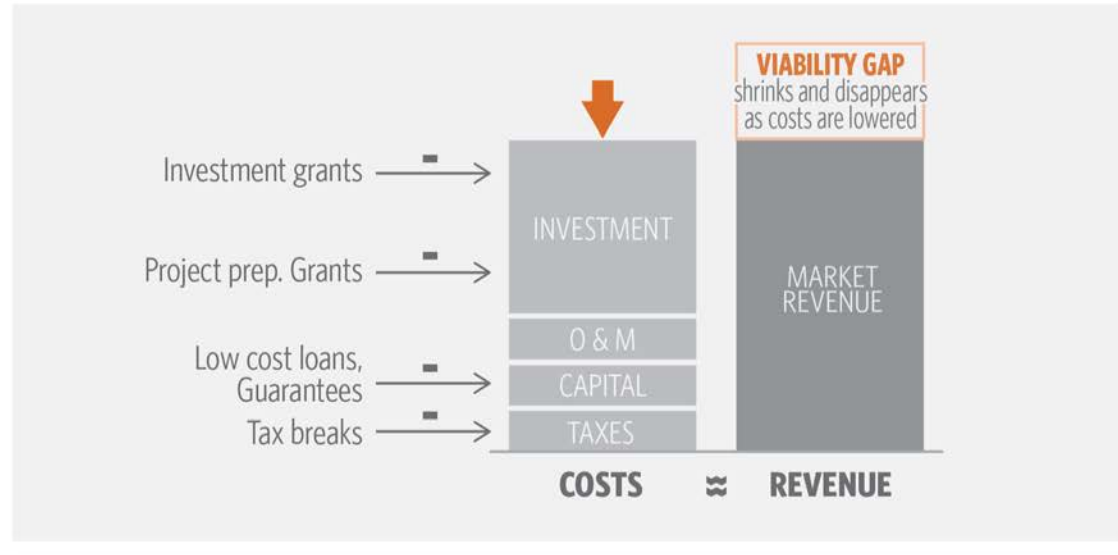 VIABILITY GAP
shrinks and disappears
as costs are lowered
Investment grants
-
Project prep. Grants
-
Low cost loans,
Guarantees
-
Tax breaks
-
INVESTMENT
O & M
CAPITAL
TAXES
MARKET
REVENUE
COSTS ≈ REVENUE